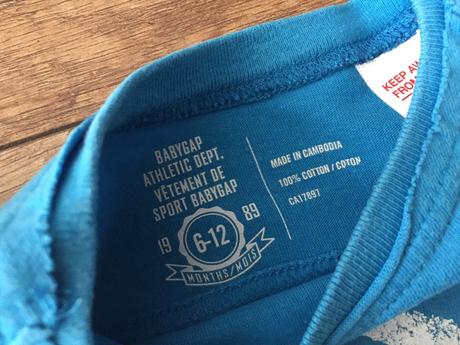 BABYGAP
ATHLETIC DEPT.
VÊTEMENT DE
SPORT BABYGAP
19 6-12 89
MONTHS/MOIS
MADE IN CAMBODIA
100% COTTON / COTON
CA17897
KEEP
FROM